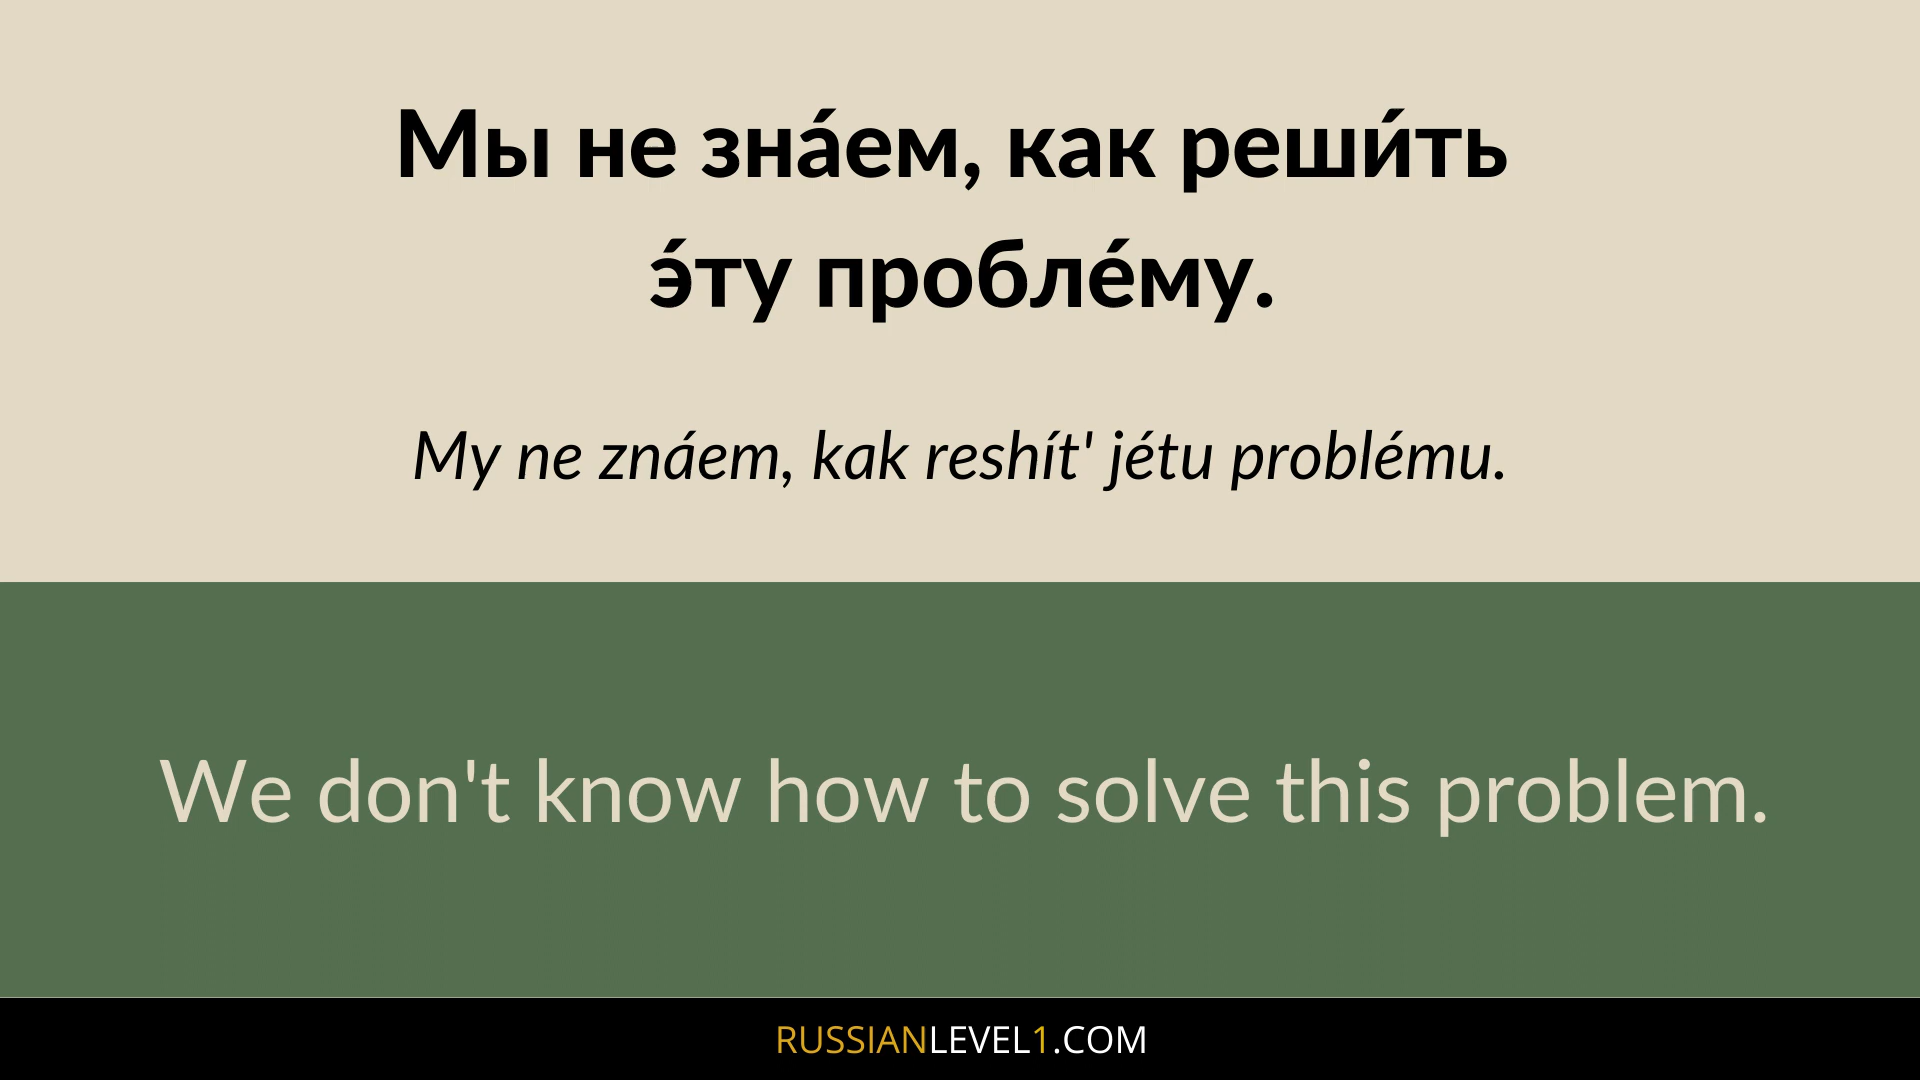 Мы не зна́ем, как реши́ть
э́ту пробле́му.
My ne znáem, kak reshít' jétu problému.
We don't know how to solve this problem.
RUSSIANLEVEL1.COM